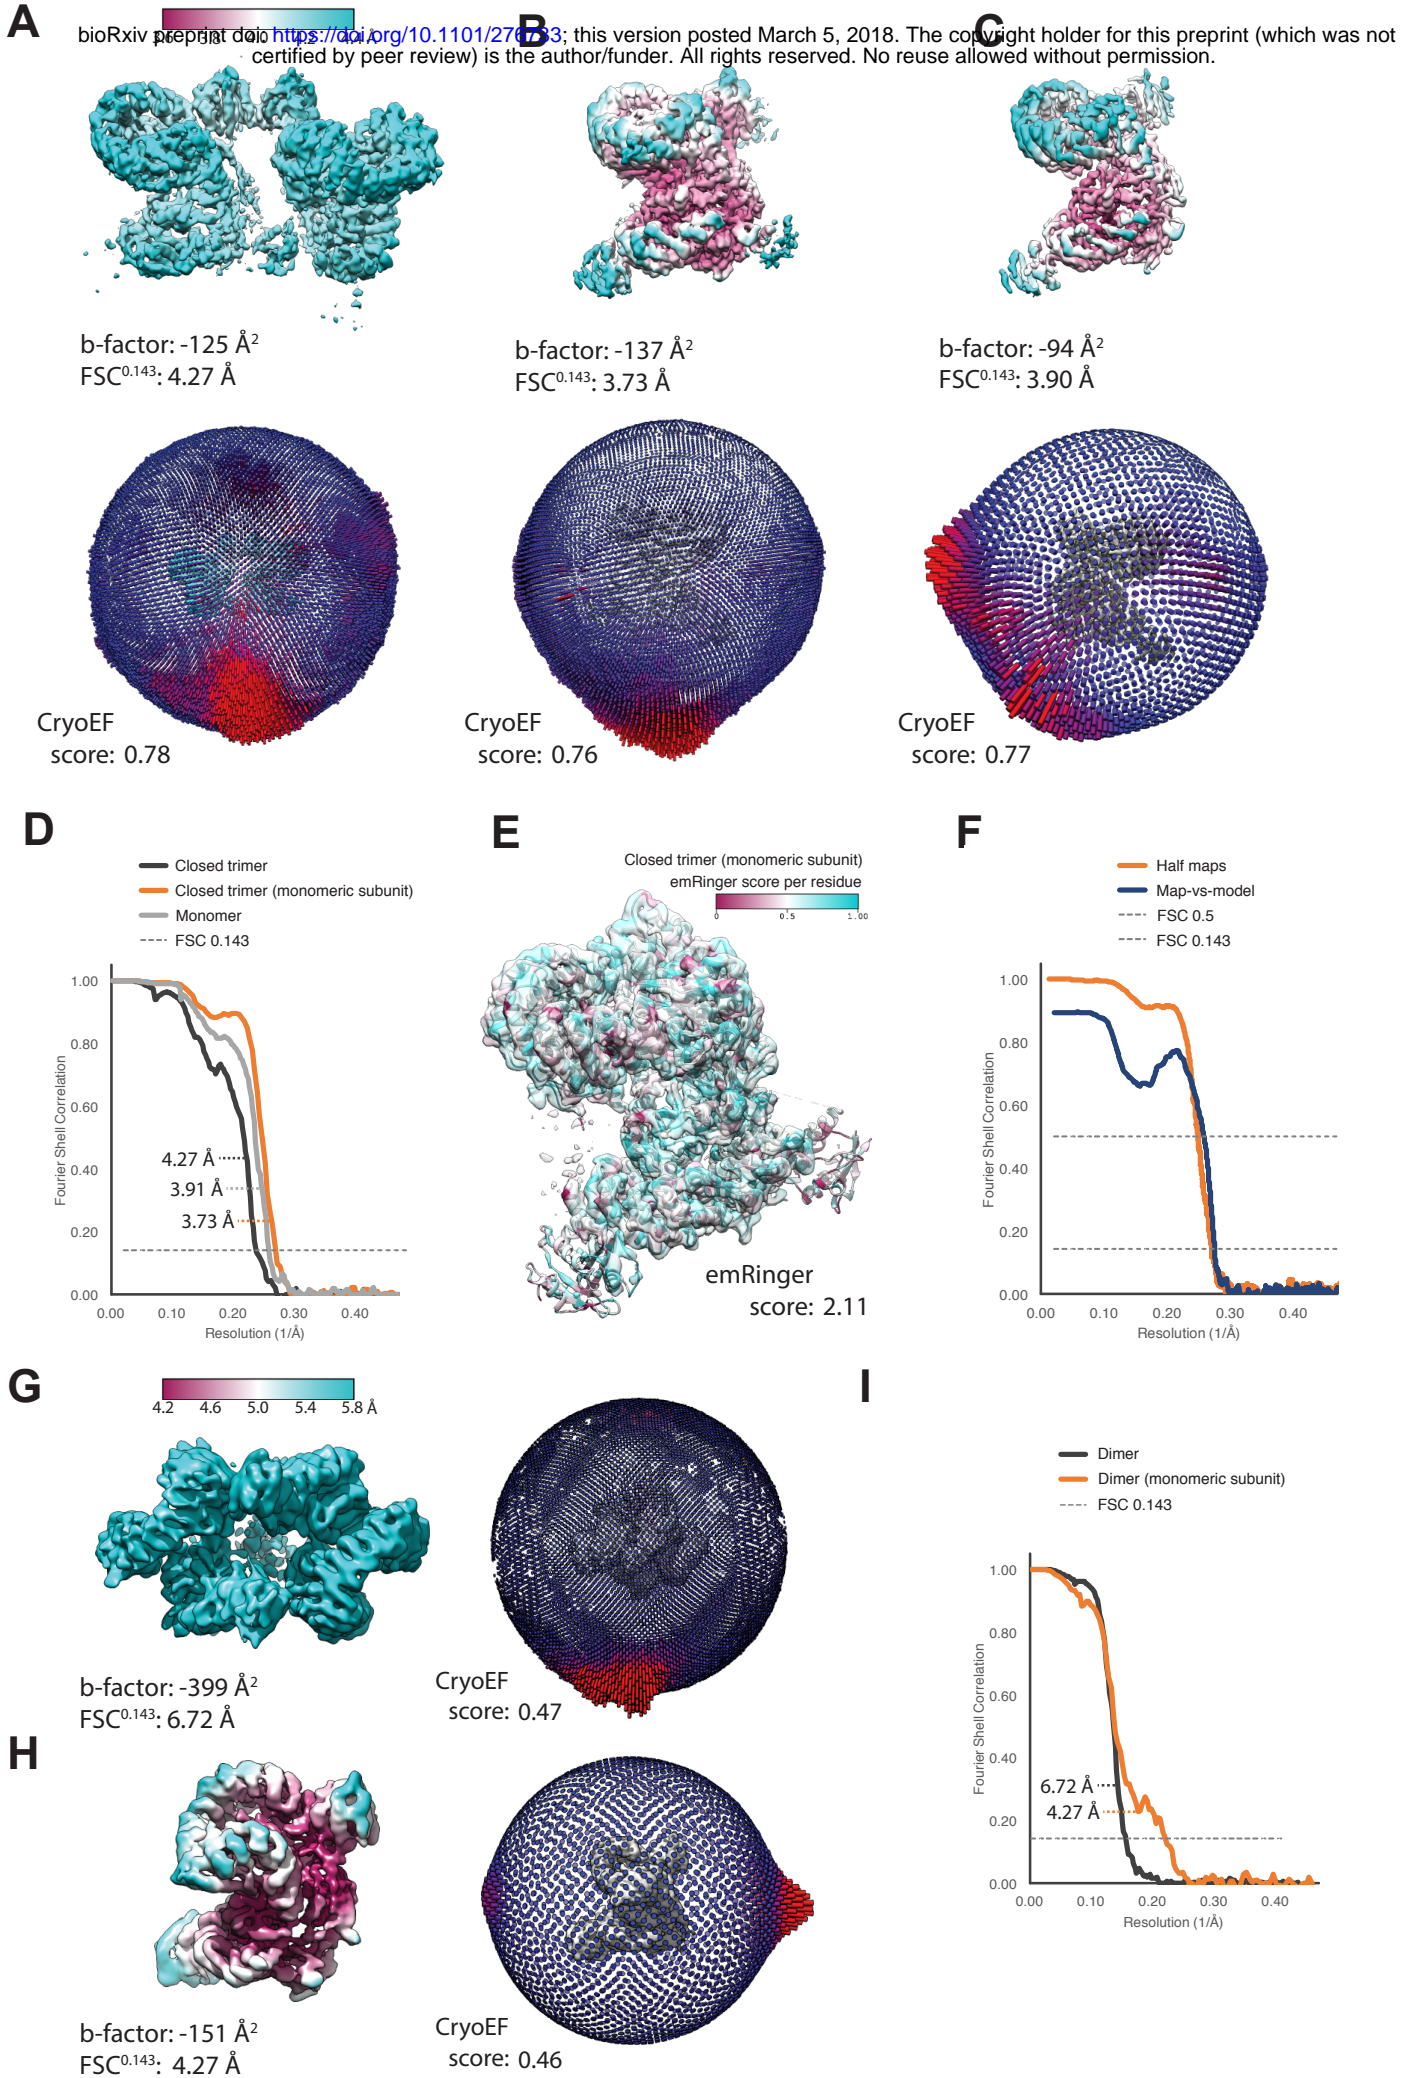 A
B
C
bioRxiv preprint doi: https://doi.org/10.1101/276783; this version posted March 5, 2018. The copyright holder for this preprint (which was not
certified by peer review) is the author/funder. All rights reserved. No reuse allowed without permission.
3.6 3.8 4.0 4.2 4.4 Å
b-factor: -125 Å²
FSC⁰·¹⁴³: 4.27 Å
b-factor: -137 Å²
FSC⁰·¹⁴³: 3.73 Å
b-factor: -94 Å²
FSC⁰·¹⁴³: 3.90 Å
CryoEF
score: 0.78
CryoEF
score: 0.76
CryoEF
score: 0.77
D
Closed trimer
Closed trimer (monomeric subunit)
Monomer
FSC 0.143
1.00
0.80
0.60
0.40
0.20
0.00
Fourier Shell Correlation
4.27 Å
3.91 Å
3.73 Å
0.00 0.10 0.20 0.30 0.40
Resolution (1/Å)
E
Closed trimer (monomeric subunit)
emRinger score per residue
0 0.5 1.00
emRinger
score: 2.11
F
Half maps
Map-vs-model
FSC 0.5
FSC 0.143
1.00
0.80
0.60
0.40
0.20
0.00
Fourier Shell Correlation
0.00 0.10 0.20 0.30 0.40
Resolution (1/Å)
G
4.2 4.6 5.0 5.4 5.8 Å
b-factor: -399 Å²
FSC⁰·¹⁴³: 6.72 Å
CryoEF
score: 0.47
H
b-factor: -151 Å²
FSC⁰·¹⁴³: 4.27 Å
CryoEF
score: 0.46
I
Dimer
Dimer (monomeric subunit)
FSC 0.143
1.00
0.80
0.60
0.40
0.20
0.00
Fourier Shell Correlation
6.72 Å
4.27 Å
0.00 0.10 0.20 0.30 0.40
Resolution (1/Å)